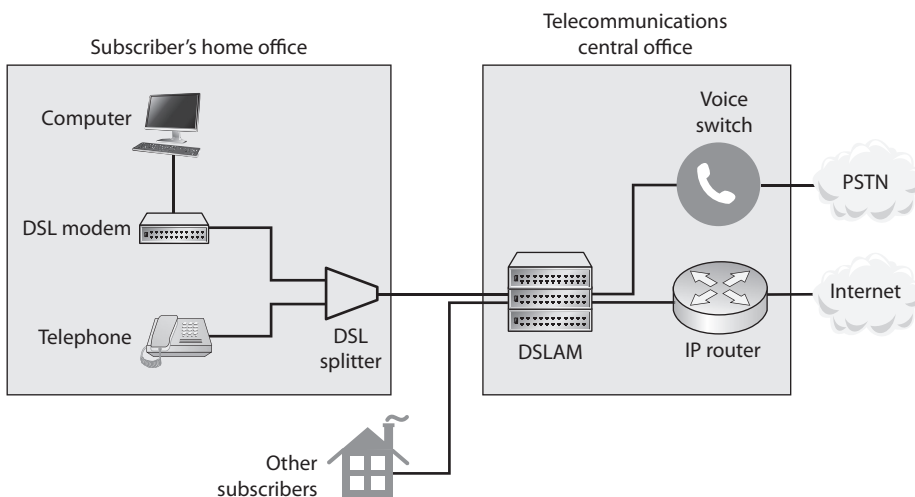 Subscriber’s home office
Telecommunications
central office
Computer
Voice
switch
PSTN
DSL modem
Internet
Telephone
DSL
splitter
DSLAM
IP router
Other
subscribers